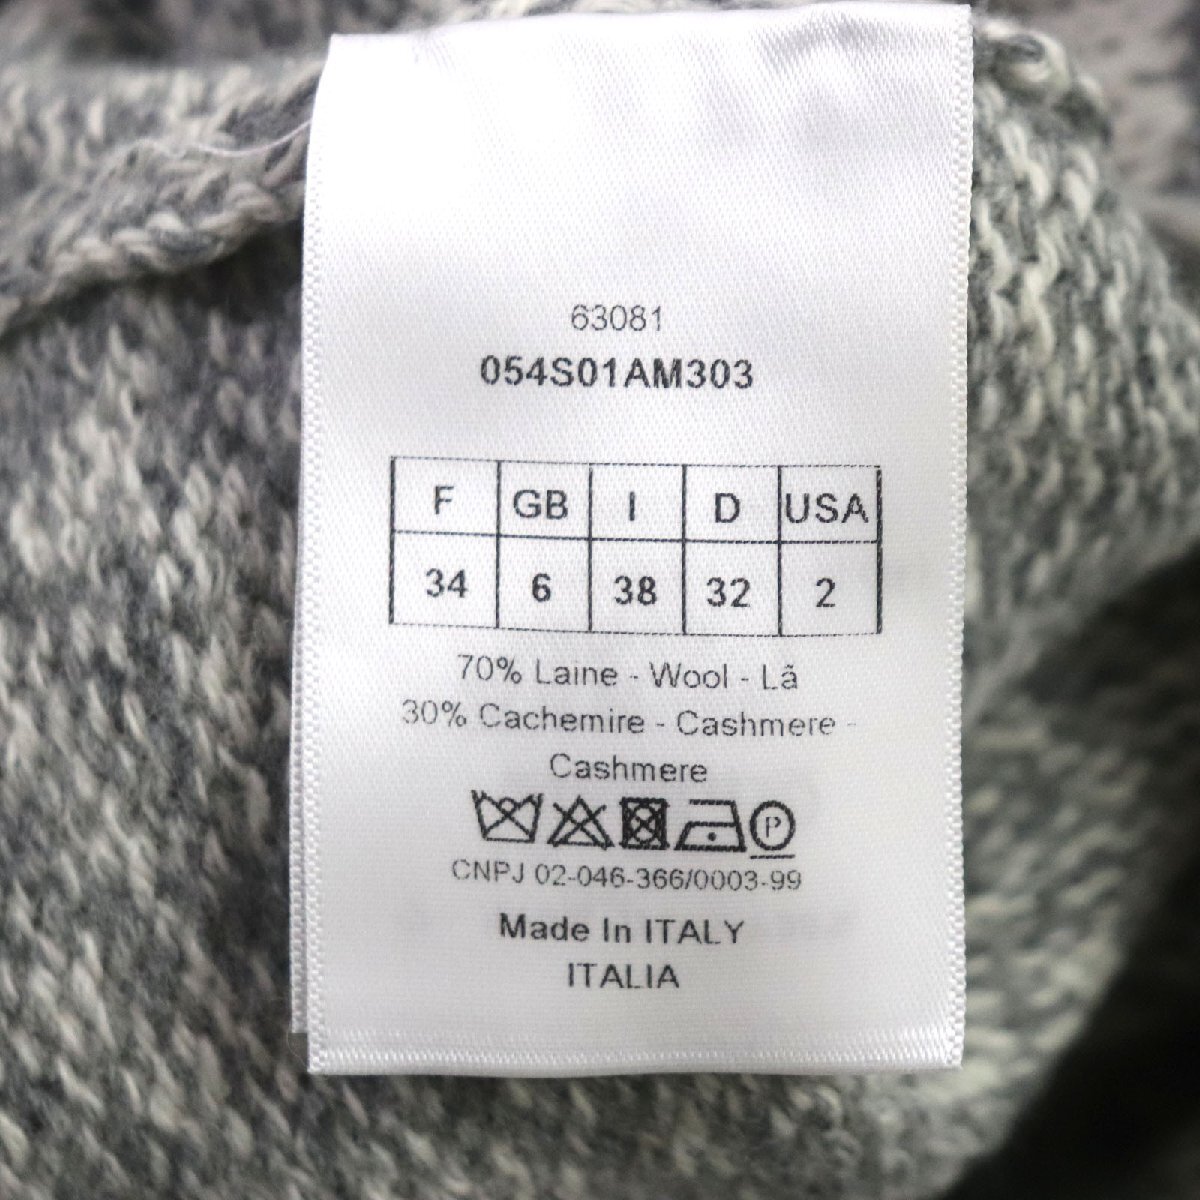 63081
054S01AM303
F GB I D USA
34 6 38 32 2
70% Laine - Wool - Lã
30% Cachemire - Cashmere -
Cashmere
P
CNPJ 02-046-366/0003-99
Made In ITALY
ITALIA